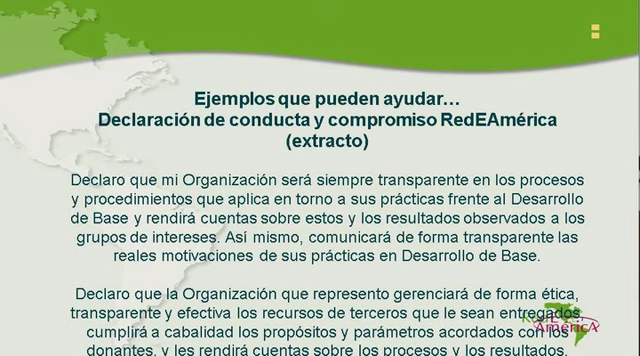 Ejemplos que pueden ayudar...
Declaración de conducta y compromiso RedEAmérica
(extracto)
Declaro que mi Organización será siempre transparente en los procesos
y procedimientos que aplica en torno a sus prácticas frente al Desarrollo
de Base y rendirá cuentas sobre estos y los resultados observados a los
grupos de intereses. Así mismo, comunicará de forma transparente las
reales motivaciones de sus prácticas en Desarrollo de Base.
Declaro que la Organización que represento gerenciará de forma ética,
transparente y efectiva los recursos de terceros que le sean entregados,
cumplirá a cabalidad los propósitos y parámetros acordados con los
donantes, y les rendirá cuentas sobre los procesos y los resultados.
RedE
América